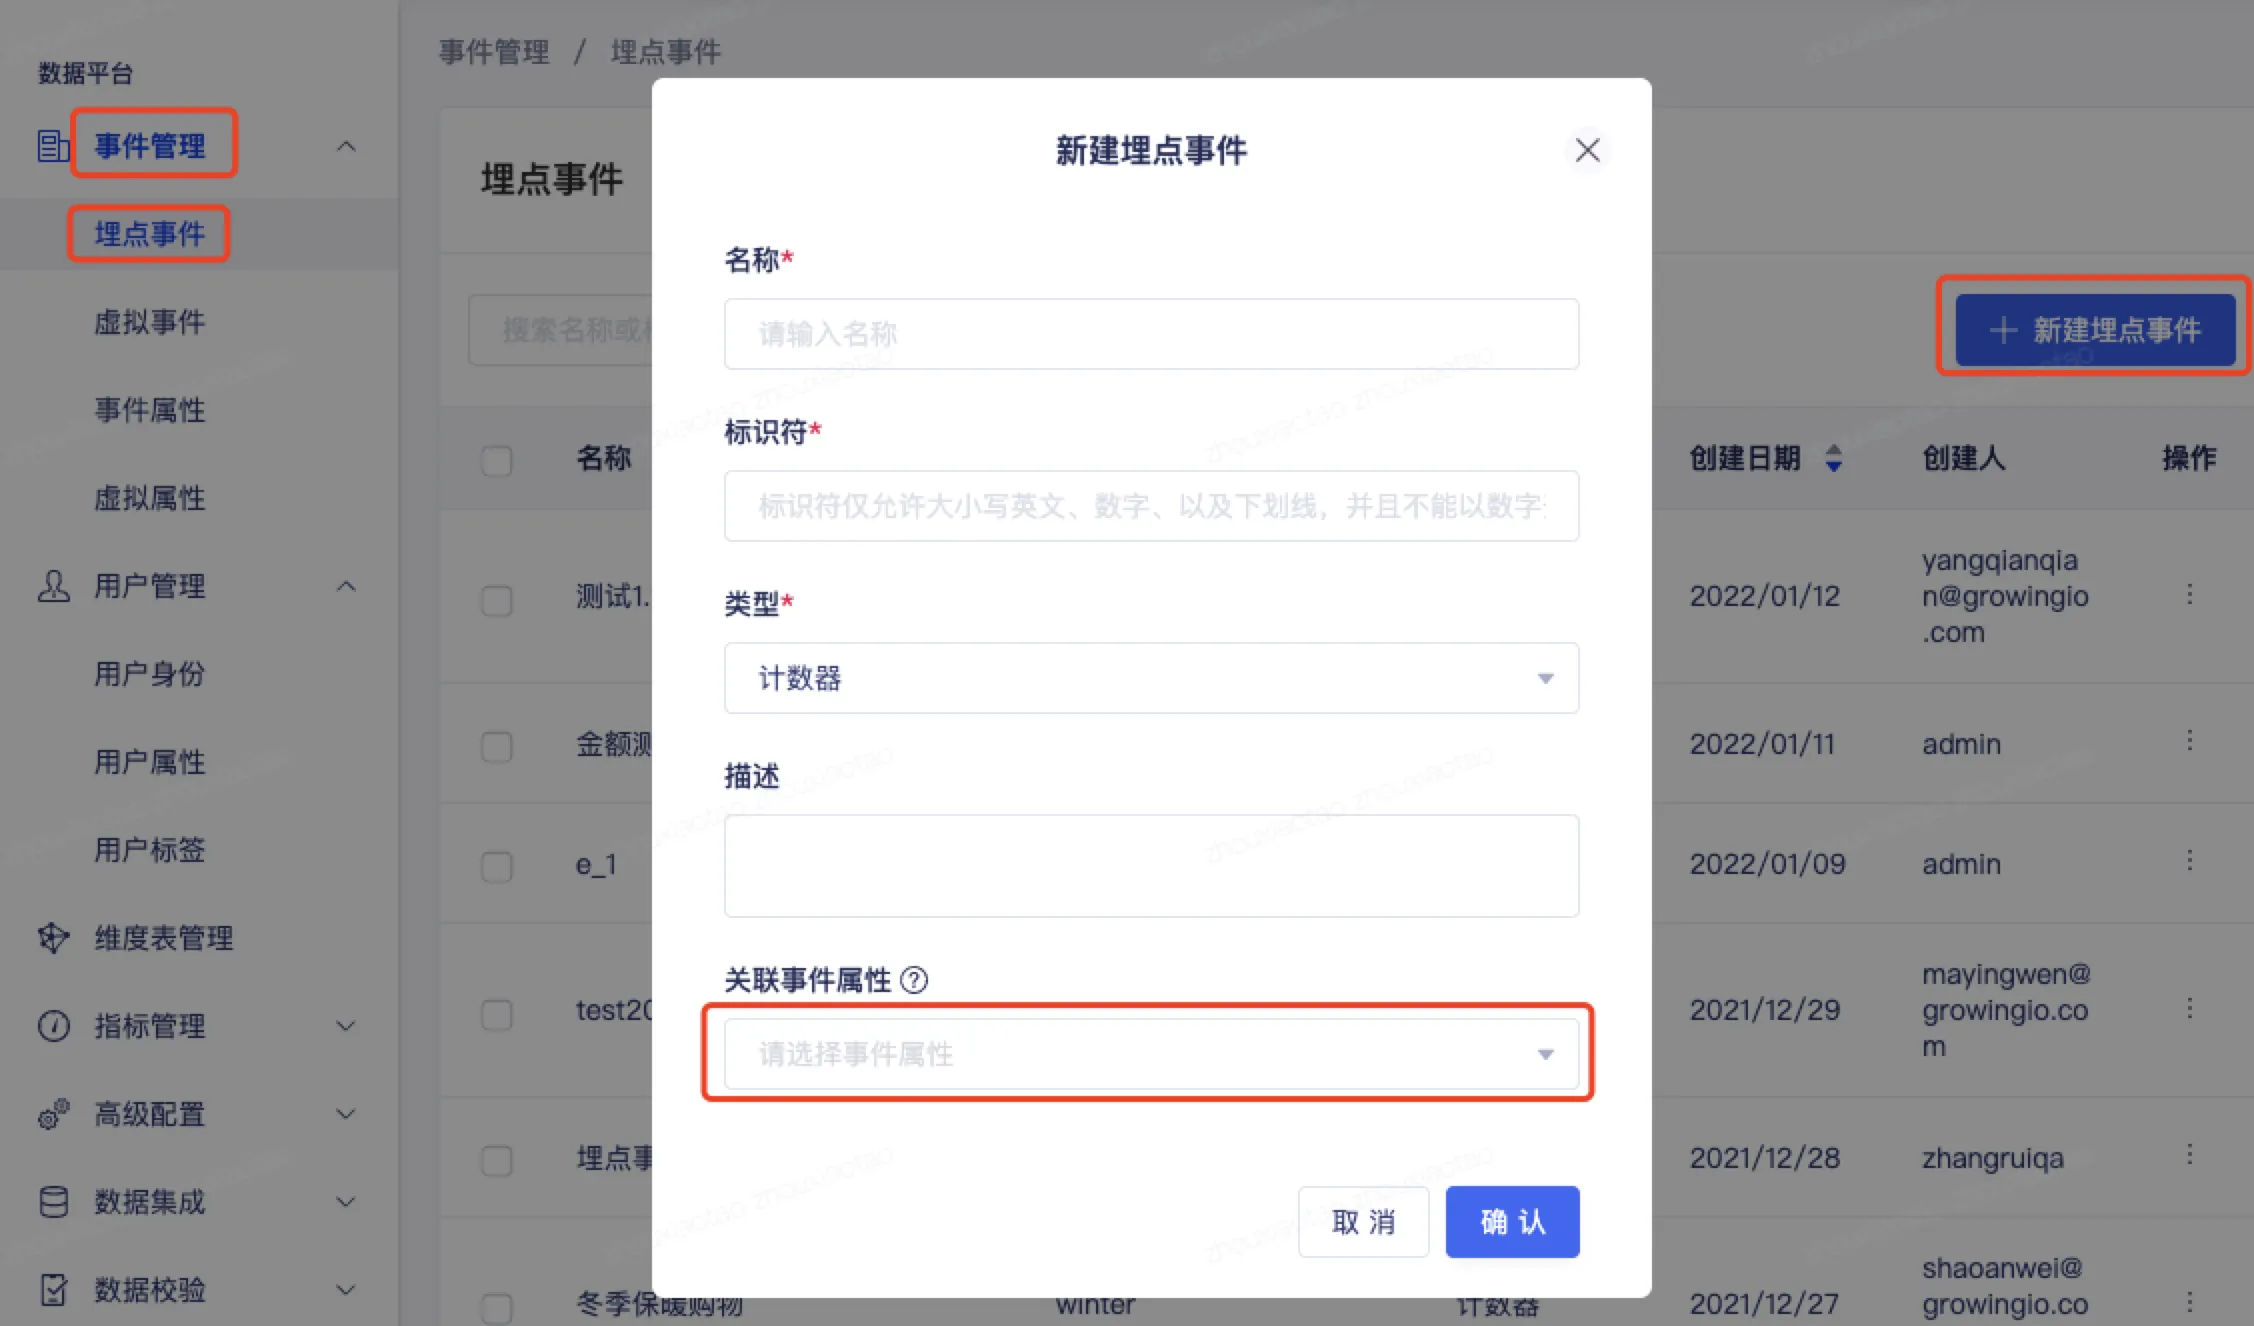 数据平台
事件管理
埋点事件
虚拟事件
事件属性
虚拟属性
用户管理
用户身份
用户属性
用户标签
维度表管理
指标管理
高级配置
数据集成
数据校验
事件管理 / 埋点事件
埋点事件
搜索名称或
+ 新建埋点事件
名称
创建日期
创建人
操作
测试1.
2022/01/12
yangqianqia
n@growingio
.com
金额测
2022/01/11
admin
e_1
2022/01/09
admin
test20
2021/12/29
mayingwen@
growingio.co
m
埋点事
2021/12/28
zhangruiqa
冬季保暖购物
winter
计数器
2021/12/27
shaoanwei@
growingio.co
新建埋点事件
名称*
请输入名称
标识符*
标识符仅允许大小写英文、数字、以及下划线，并且不能以数字
类型*
计数器
描述
关联事件属性
请选择事件属性
取 消
确 认
zhouxiaotao zhouxiaotao